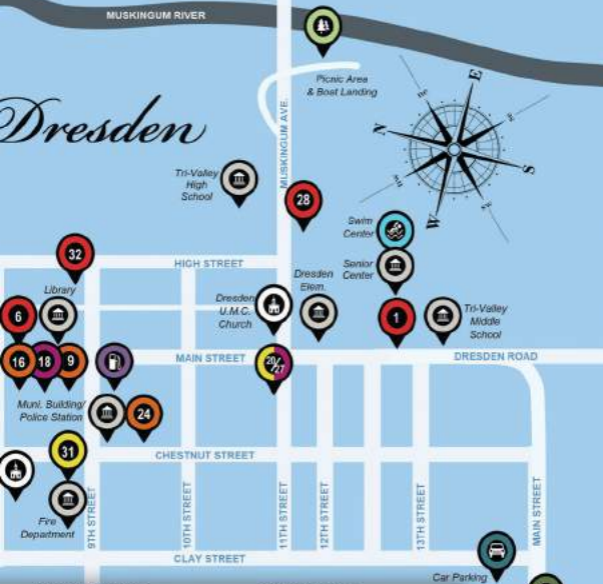 MUSKINGUM RIVER
Picnic Area
& Boat Landing
E
Dresden
MUSKINGUM AVE.
N
S
W
Tri-Valley
High
School
28
Swim
Center
32
HIGH STREET
Senior
Center
Library
Dresden
Elem.
Dresden
U.M.C.
Church
6
1
Tri-Valley
Middle
School
16
18
9
MAIN STREET
20/27
DRESDEN ROAD
Muni. Building/
Police Station
24
31
CHESTNUT STREET
Fire
Department
9TH STREET
10TH STREET
11TH STREET
12TH STREET
13TH STREET
MAIN STREET
CLAY STREET
Car Parking